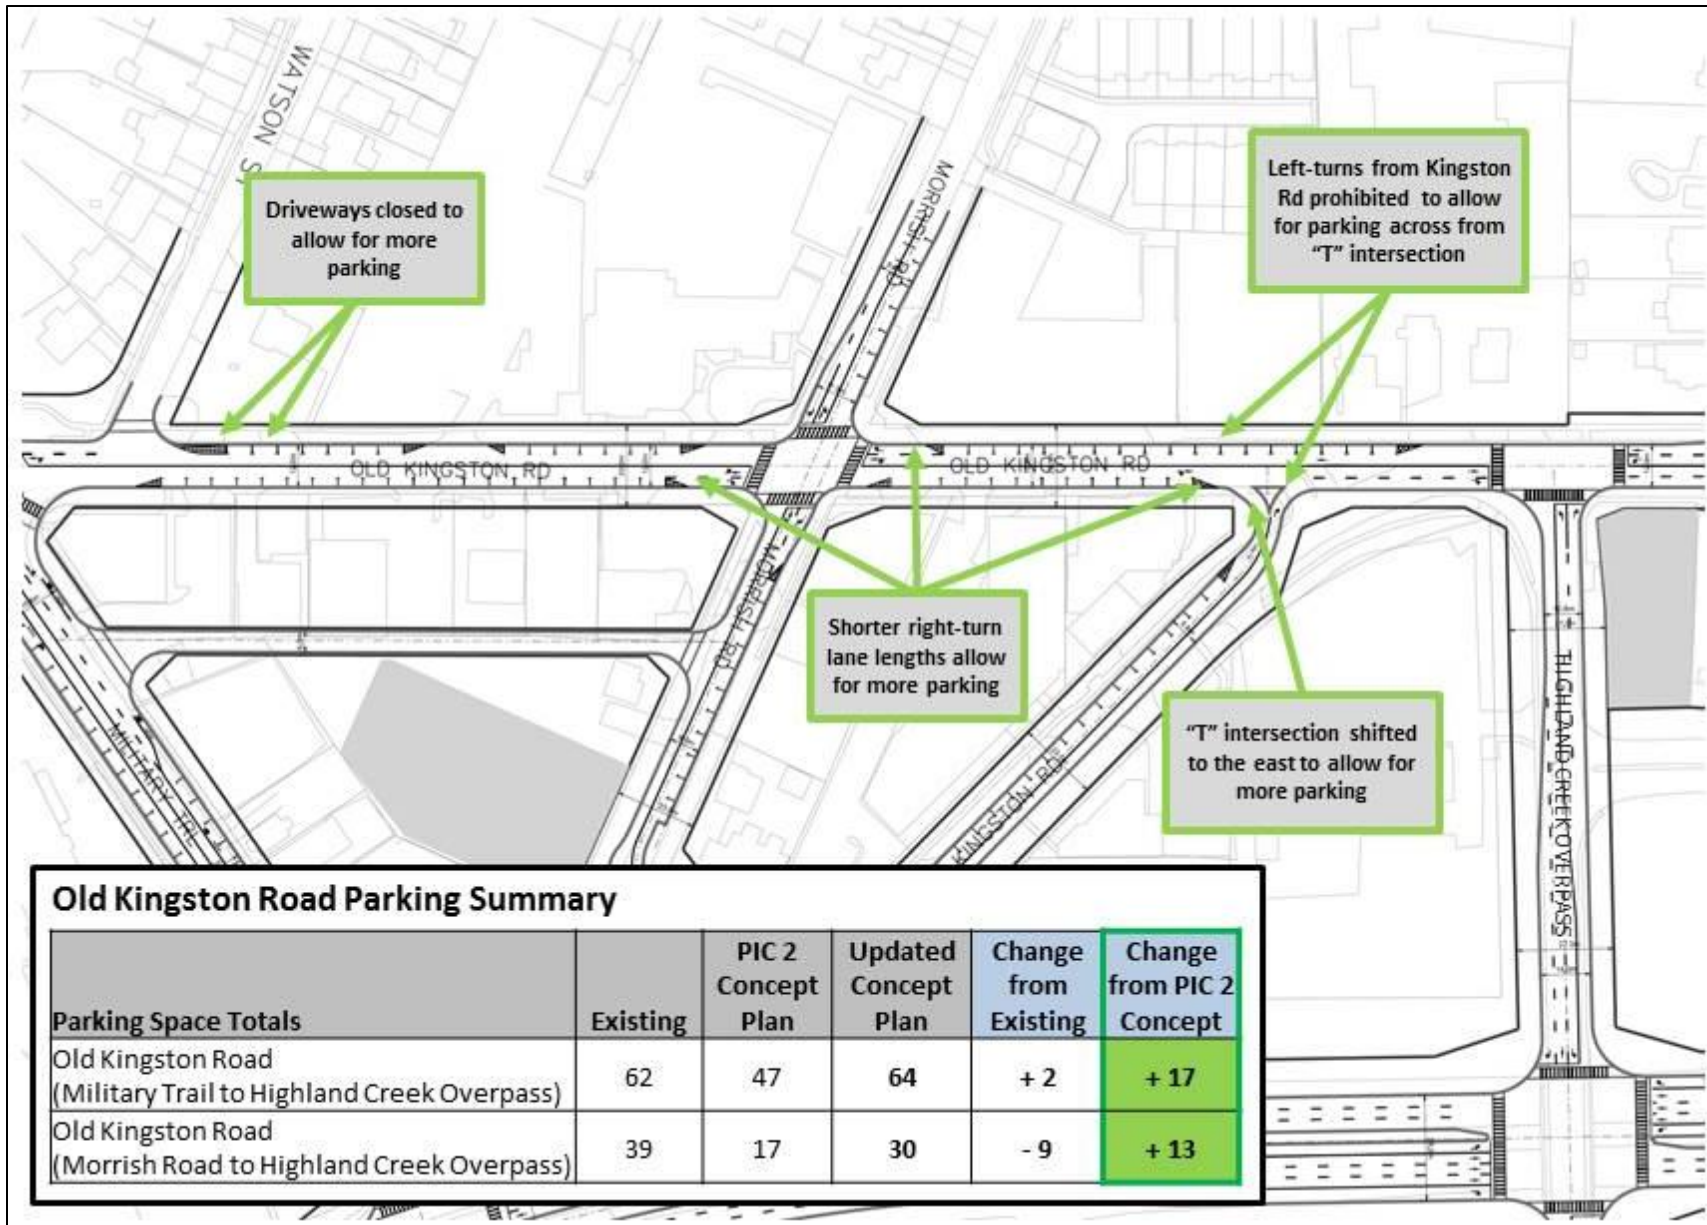 WATSON ST
MORRISH RD
Driveways closed to
allow for more
parking
Left-turns from Kingston
Rd prohibited to allow
for parking across from
“T” intersection
OLD KINGSTON RD
OLD KINGSTON RD
MORRISH RD
Shorter right-turn
lane lengths allow
for more parking
“T” intersection shifted
to the east to allow for
more parking
MILITARY TRL
KINGSTON RD
HIGHLAND CREEK OVERPASS
Old Kingston Road Parking Summary
Parking Space Totals
Existing
PIC 2
Concept
Plan
Updated
Concept
Plan
Change
from
Existing
Change
from PIC 2
Concept
Old Kingston Road
(Military Trail to Highland Creek Overpass)
62 47 64 + 2 + 17
Old Kingston Road
(Morrish Road to Highland Creek Overpass)
39 17 30 - 9 + 13